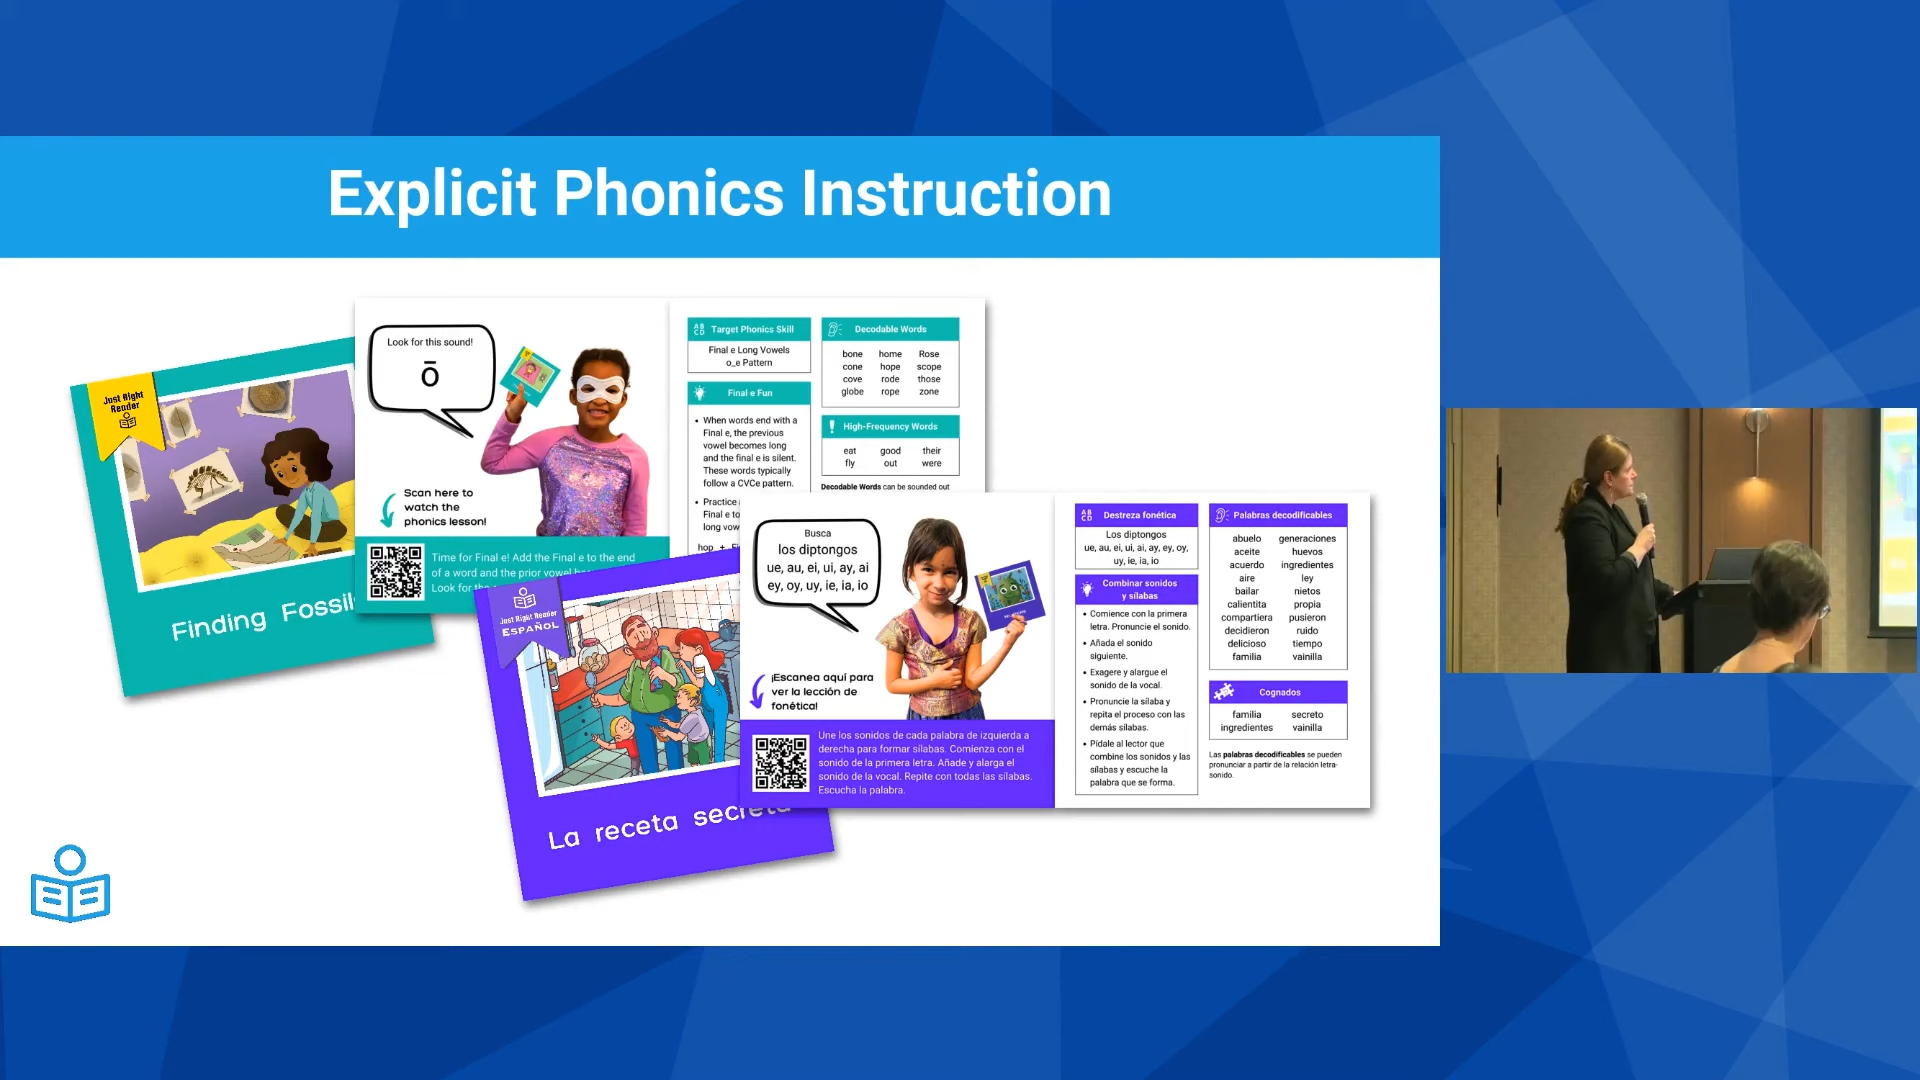 Explicit Phonics Instruction
Just Right
Reader
Finding Fossil
Look for this sound!
ō
Scan here to
watch the
phonics lesson!
Time for Final e! Add the Final e to the end
of a word and the prior vowel
Look for the
AB
CD
Target Phonics Skill
Final e Long Vowels
o_e Pattern
Final e Fun
• When words end with a
Final e, the previous
vowel becomes long
and the final e is silent.
These words typically
follow a CVCe pattern.
• Practice
Final e to
long vow
hop +
Decodable Words
bone home Rose
cone hope scope
cove rode those
globe rope zone
High-Frequency Words
eat good their
fly out were
Decodable Words can be sounded out
Just Right Reader
ESPAÑOL
La receta secreta
Busca
los diptongos
ue, au, ei, ui, ay, ai
ey, oy, uy, ie, ia, io
¡Escanea aquí para
ver la lección de
fonética!
Une los sonidos de cada palabra de izquierda a
derecha para formar sílabas. Comienza con el
sonido de la primera letra. Añade y alarga el
sonido de la vocal. Repite con todas las sílabas.
Escucha la palabra.
AB
CD
Destreza fonética
Los diptongos
ue, au, ei, ui, ai, ay, ey, oy,
uy, ie, ia, io
Combinar sonidos
y sílabas
• Comience con la primera
letra. Pronuncie el sonido.
• Añada el sonido
siguiente.
• Exagere y alargue el
sonido de la vocal.
• Pronuncie la sílaba y
repita el proceso con las
demás sílabas.
• Pídale al lector que
combine los sonidos y las
sílabas y escuche la
palabra que se forma.
Palabras decodificables
abuelo generaciones
aceite huevos
acuerdo ingredientes
aire ley
bailar nietos
calientita propia
compartiera pusieron
decidieron ruido
delicioso tiempo
familia vainilla
Cognados
familia secreto
ingredientes vainilla
Las palabras decodificables se pueden
pronunciar a partir de la relación letra-
sonido.